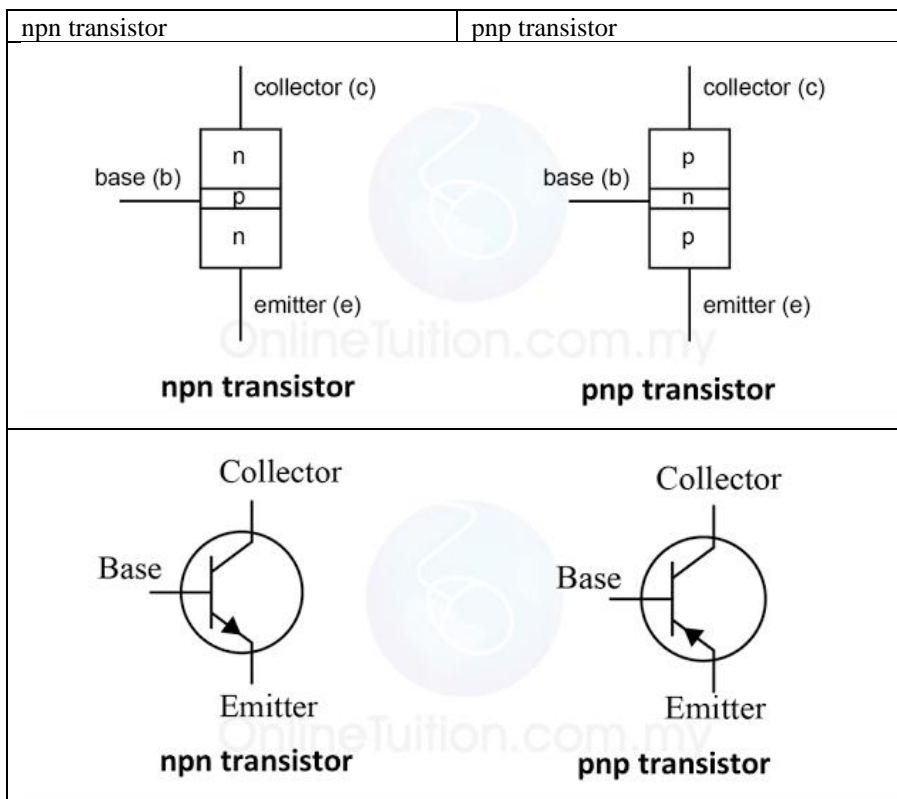 npn transistor
pnp transistor
collector (c)
collector (c)
n
p
base (b)
base (b)
p
n
n
p
emitter (e)
emitter (e)
OnlineTuition.com.my
npn transistor
pnp transistor
Collector
Collector
Base
Base
Emitter
Emitter
OnlineTuition.com.my
npn transistor
pnp transistor